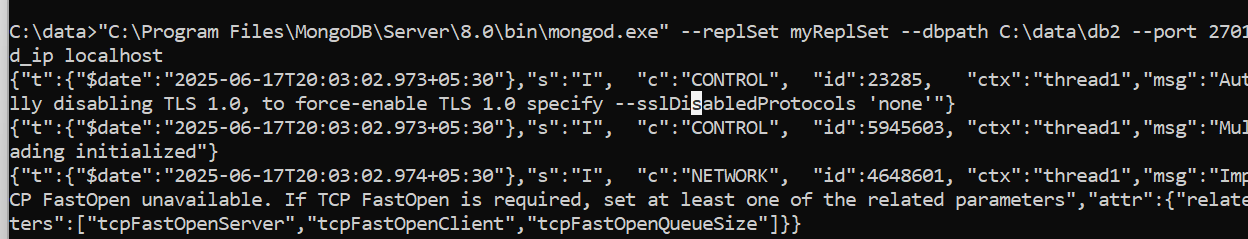 C:\data>"C:\Program Files\MongoDB\Server\8.0\bin\mongod.exe" --replSet myReplSet --dbpath C:\data\db2 --port 2701
d_ip localhost
{"t":{"$date":"2025-06-17T20:03:02.973+05:30"},"s":"I",  "c":"CONTROL",  "id":23285,   "ctx":"thread1","msg":"Aut
lly disabling TLS 1.0, to force-enable TLS 1.0 specify --sslDisabledProtocols 'none'"}
{"t":{"$date":"2025-06-17T20:03:02.973+05:30"},"s":"I",  "c":"CONTROL",  "id":5945603, "ctx":"thread1","msg":"Mul
ading initialized"}
{"t":{"$date":"2025-06-17T20:03:02.974+05:30"},"s":"I",  "c":"NETWORK",  "id":4648601, "ctx":"thread1","msg":"Imp
CP FastOpen unavailable. If TCP FastOpen is required, set at least one of the related parameters","attr":{"relate
ters":["tcpFastOpenServer","tcpFastOpenClient","tcpFastOpenQueueSize"]}}